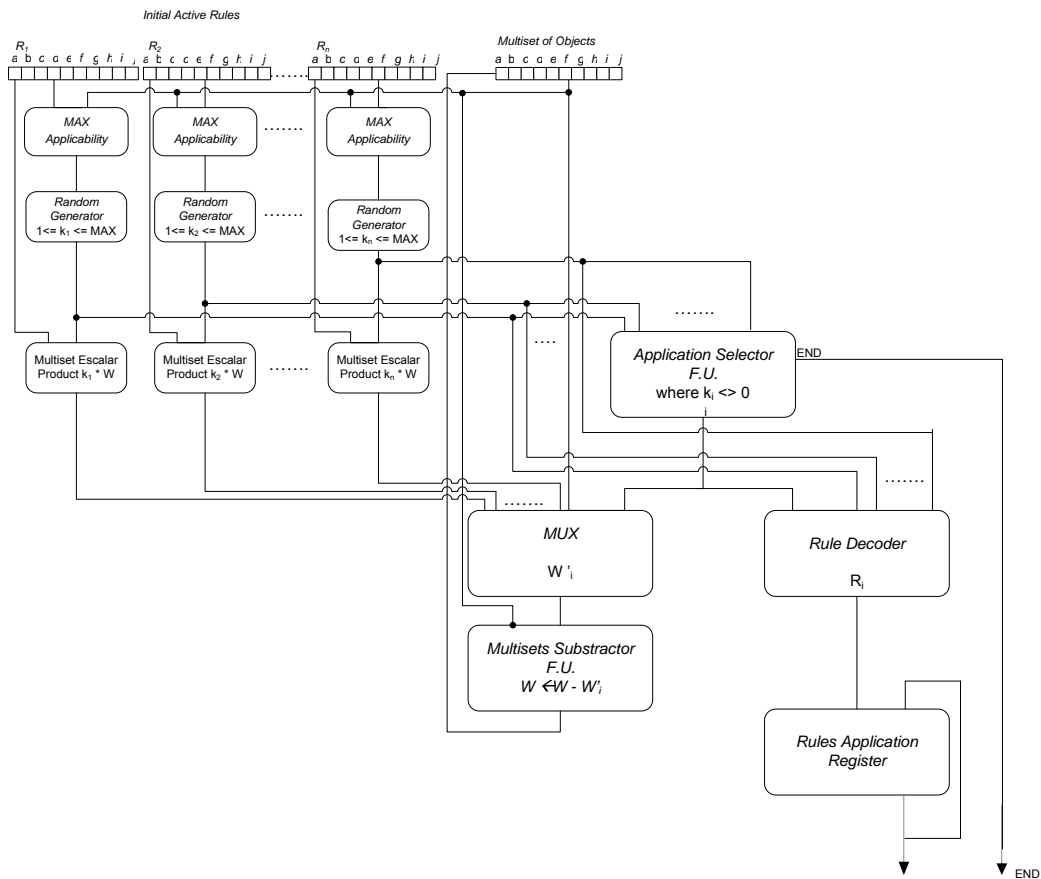 Initial Active Rules
R1 R2 Rn Multiset of Objects
a b c d e f g h i j a b c d e f g h i j ....... a b c d e f g h i j a b c d e f g h i j
MAX Applicability
MAX Applicability
.......
MAX Applicability
Random Generator
1<= k1 <= MAX
Random Generator
1<= k2 <= MAX
.......
Random Generator
1<= kn <= MAX
.......
....
Multiset Escalar
Product k1 * W
Multiset Escalar
Product k2 * W
.......
Multiset Escalar
Product kn * W
Application Selector
F.U.
where ki <> 0
i
END
.......
.......
MUX
W 'i
Rule Decoder
Ri
Multisets Substractor
F.U.
W ←W - W'i
Rules Application
Register
END